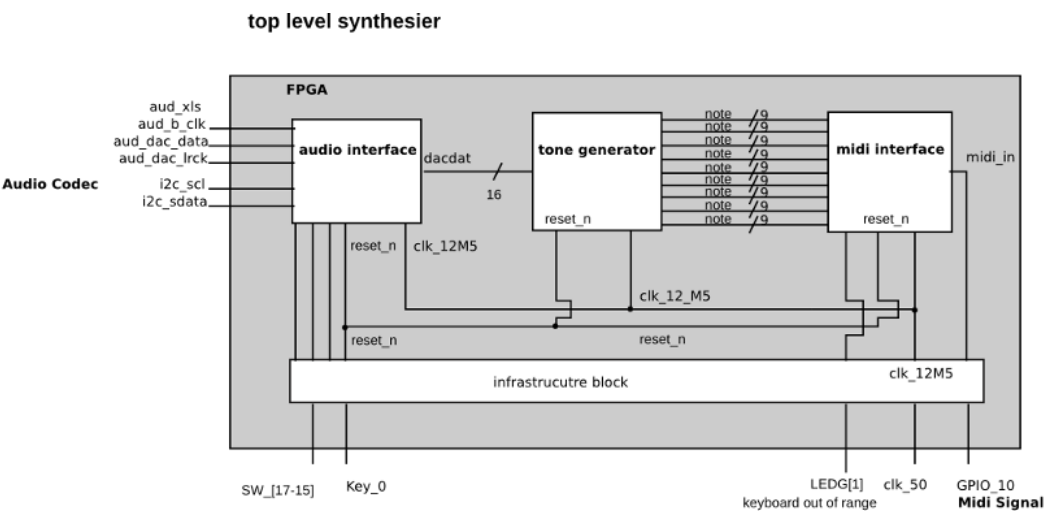 top level synthesier
FPGA
aud_xls
aud_b_clk
aud_dac_data
aud_dac_lrck
Audio Codec
i2c_scl
i2c_sdata
audio interface
dacdat
16
tone generator
reset_n
note 9
note 9
note 9
note 9
note 9
note 9
note 9
note 9
note 9
note 9
midi interface
reset_n
midi_in
reset_n
clk_12M5
clk_12_M5
reset_n
reset_n
clk_12M5
infrastrucutre block
SW_[17-15]
Key_0
LEDG[1]
keyboard out of range
clk_50
GPIO_10
Midi Signal